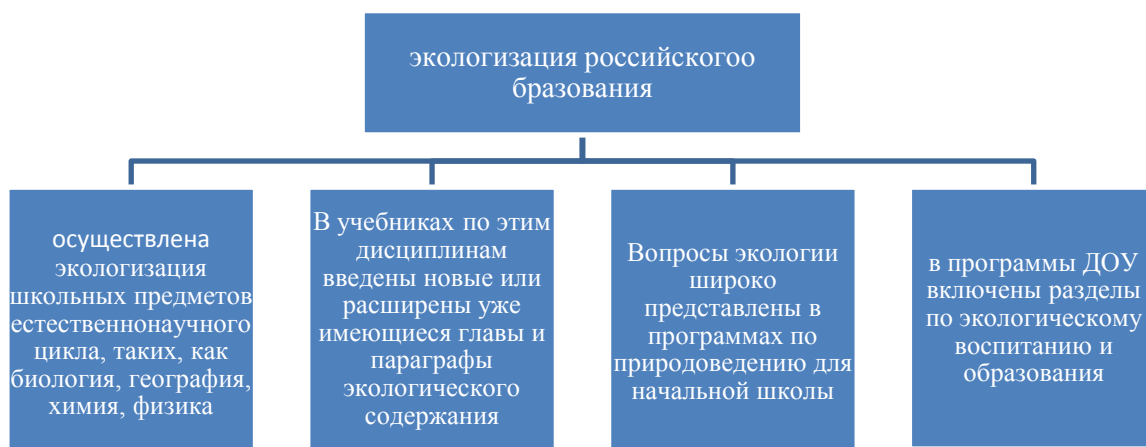 экологизация российскогоо
бразования
осуществлена
экологизация
школьных предметов
естественнонаучного
цикла, таких, как
биология, география,
химия, физика
В учебниках по этим
дисциплинам
введены новые или
расширены уже
имеющиеся главы и
параграфы
экологического
содержания
Вопросы экологии
широко
представлены в
программах по
природоведению для
начальной школы
в программы ДОУ
включены разделы
по экологическому
воспитанию и
образования